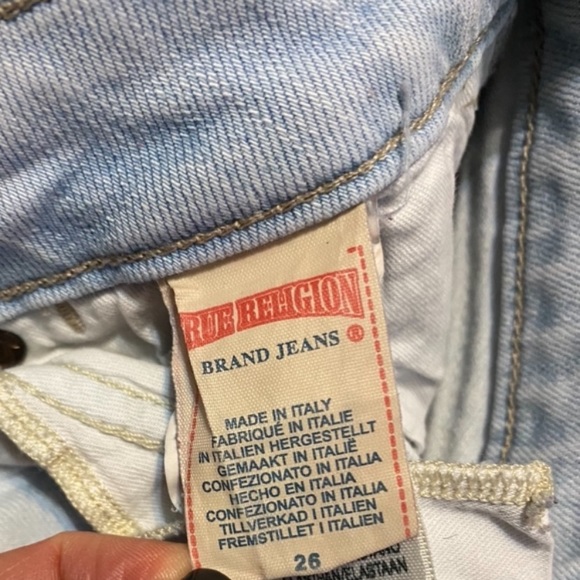 RUE RELIGION
BRAND JEANS ®
MADE IN ITALY
FABRIQUÉ IN ITALIE
IN ITALIEN HERGESTELLT
GEMAAKT IN ITALIË
CONFEZIONATO IN ITALIA
HECHO EN ITALIA
CONFEZIONATO IN ITALIA
TILLVERKAD I ITALIEN
FREMSTILLET I ITALIEN
26